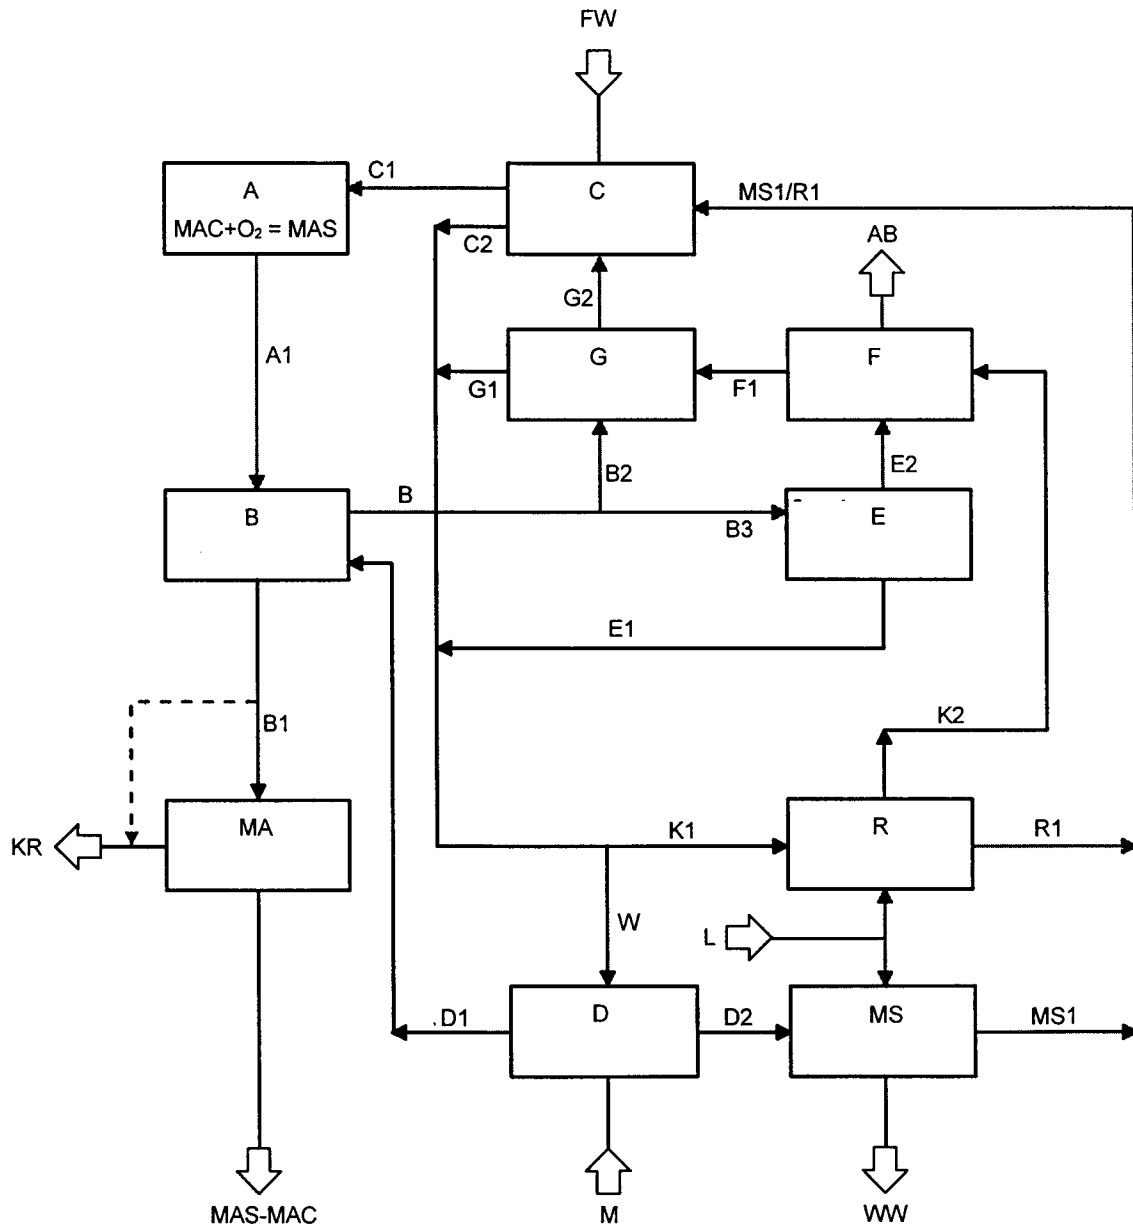 FW
C1
A
MAC+O₂ = MAS
C
MS1/R1
C2
AB
G2
A1
G
F
G1
F1
B2
E2
B
B
B3
E
E1
B1
K2
MA
KR
K1
R
R1
W
L
D1
D
D2
MS
MS1
MAS-MAC
M
WW